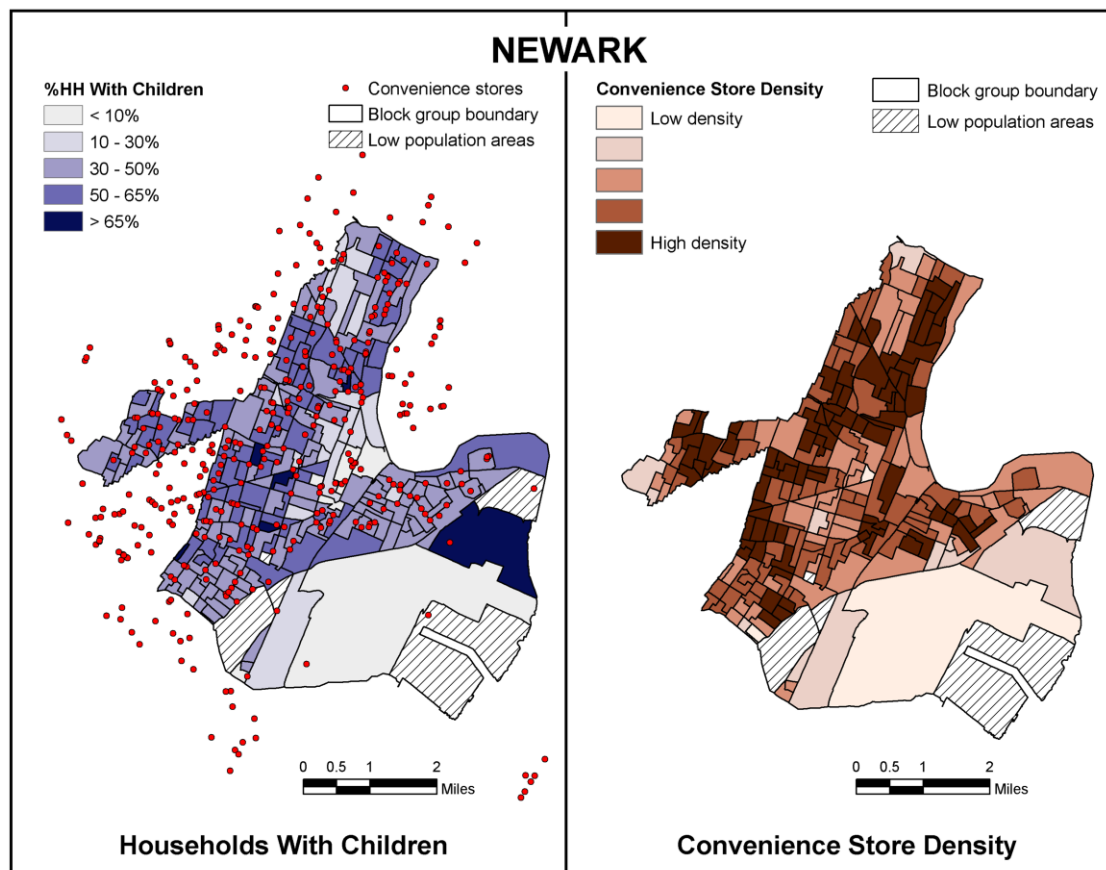 NEWARK
%HH With Children
< 10%
10 - 30%
30 - 50%
50 - 65%
> 65%
Convenience stores
Block group boundary
Low population areas
0 0.5 1 2
Miles
Households With Children
Convenience Store Density
Low density
High density
Block group boundary
Low population areas
0 0.5 1 2
Miles
Convenience Store Density